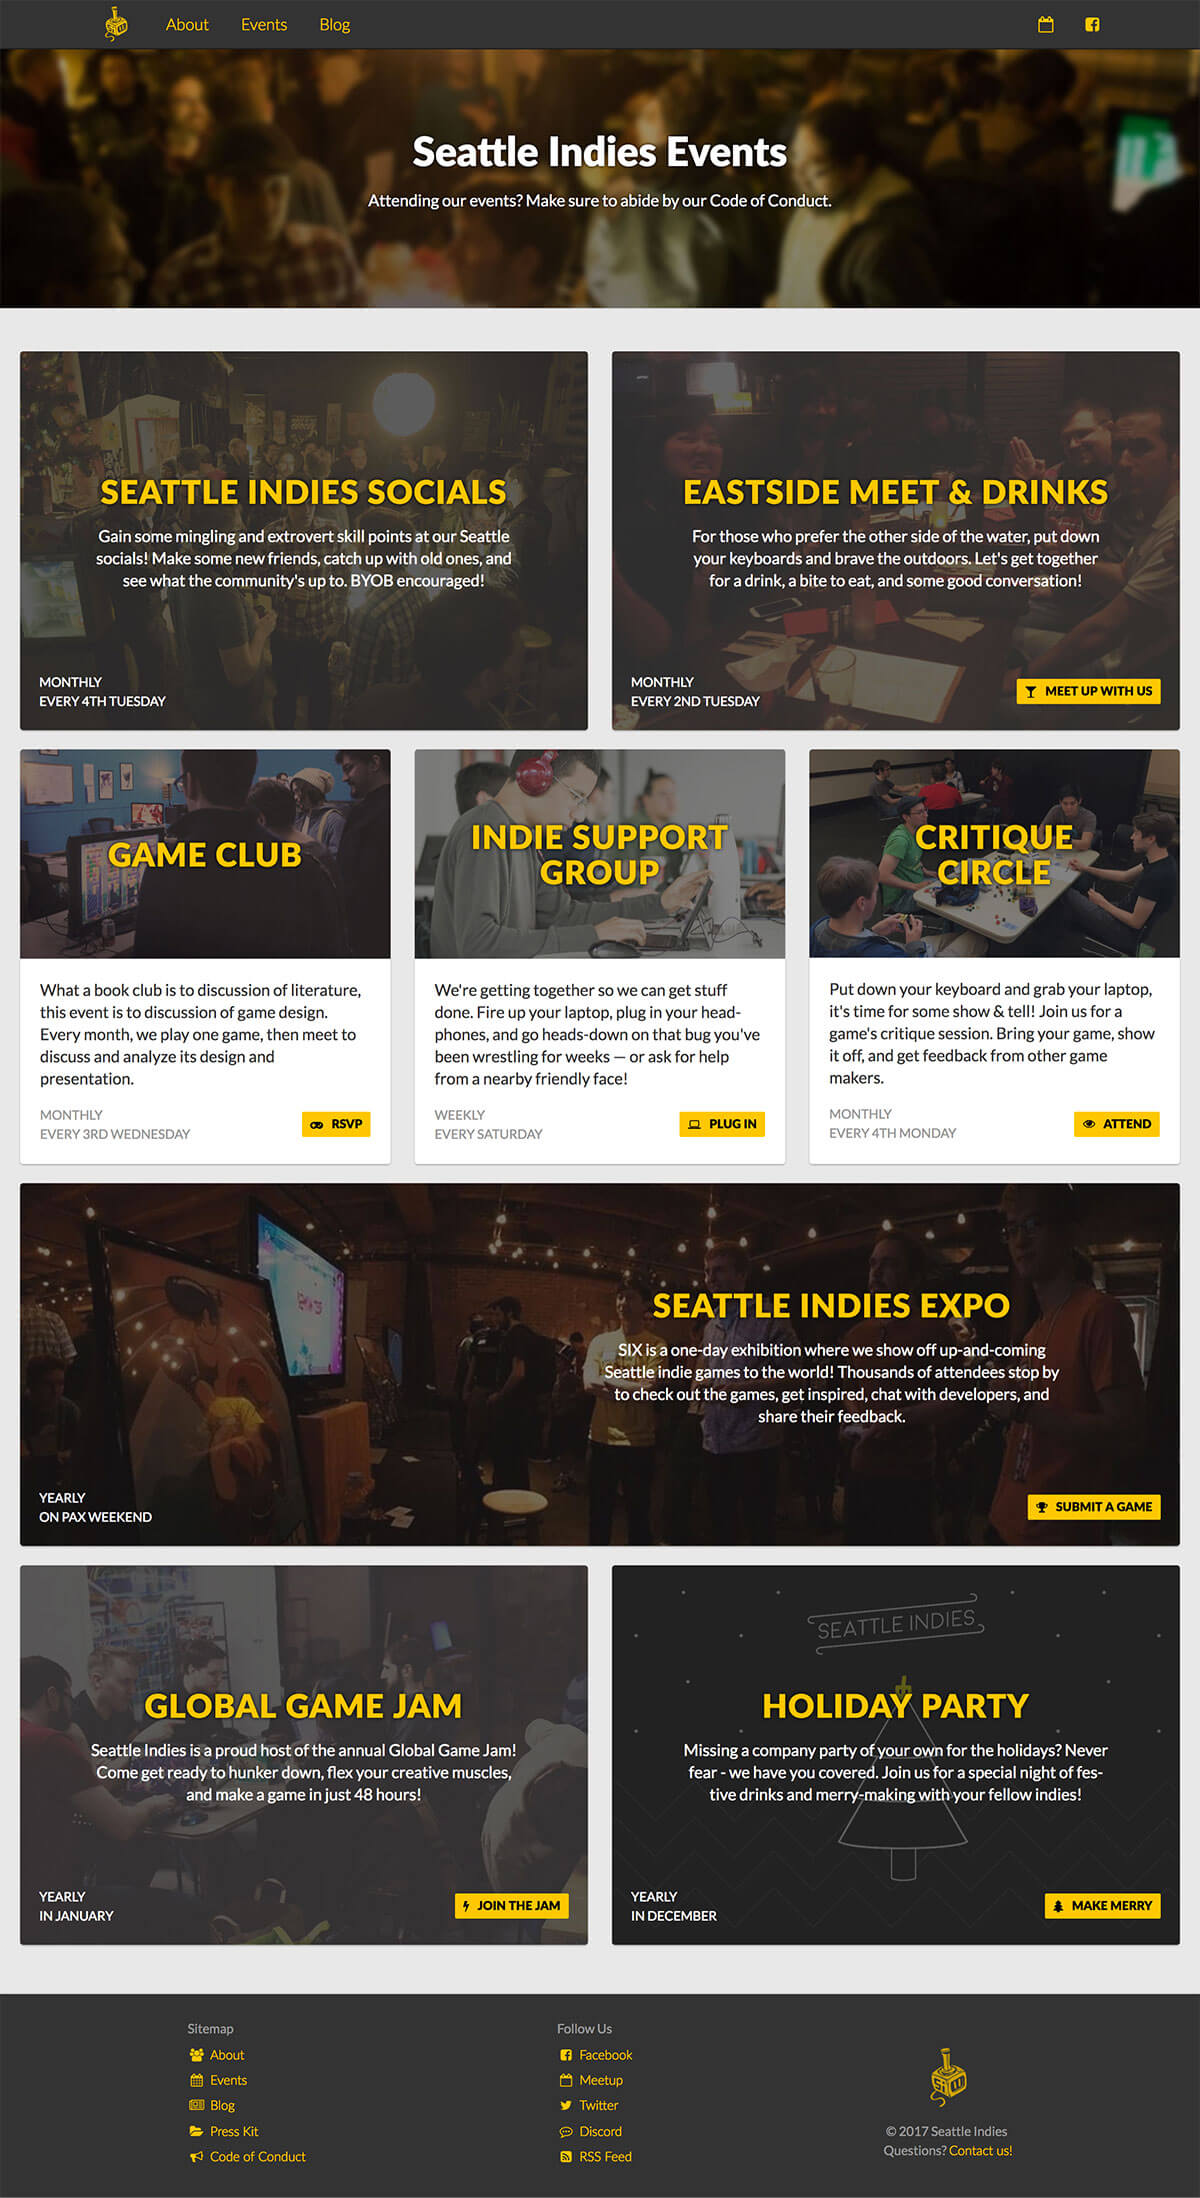 About Events Blog
Seattle Indies Events
Attending our events? Make sure to abide by our Code of Conduct.
SEATTLE INDIES SOCIALS
Gain some mingling and extrovert skill points at our Seattle
socials! Make some new friends, catch up with old ones, and
see what the community's up to. BYOB encouraged!
MONTHLY
EVERY 4TH TUESDAY
EASTSIDE MEET & DRINKS
For those who prefer the other side of the water, put down
your keyboards and brave the outdoors. Let's get together
for a drink, a bite to eat, and some good conversation!
MONTHLY
EVERY 2ND TUESDAY
MEET UP WITH US
GAME CLUB
What a book club is to discussion of literature,
this event is to discussion of game design.
Every month, we play one game, then meet to
discuss and analyze its design and
presentation.
MONTHLY
EVERY 3RD WEDNESDAY
RSVP
INDIE SUPPORT
GROUP
We're getting together so we can get stuff
done. Fire up your laptop, plug in your head-
phones, and go heads-down on that bug you've
been wrestling for weeks — or ask for help
from a nearby friendly face!
WEEKLY
EVERY SATURDAY
PLUG IN
CRITIQUE
CIRCLE
Put down your keyboard and grab your laptop,
it's time for some show & tell! Join us for a
game's critique session. Bring your game, show
it off, and get feedback from other game
makers.
MONTHLY
EVERY 4TH MONDAY
ATTEND
SEATTLE INDIES EXPO
SIX is a one-day exhibition where we show off up-and-coming
Seattle indie games to the world! Thousands of attendees stop by
to check out the games, get inspired, chat with developers, and
share their feedback.
YEARLY
ON PAX WEEKEND
SUBMIT A GAME
GLOBAL GAME JAM
Seattle Indies is a proud host of the annual Global Game Jam!
Come get ready to hunker down, flex your creative muscles,
and make a game in just 48 hours!
YEARLY
IN JANUARY
JOIN THE JAM
SEATTLE INDIES
HOLIDAY PARTY
Missing a company party of your own for the holidays? Never
fear - we have you covered. Join us for a special night of fes-
tive drinks and merry-making with your fellow indies!
YEARLY
IN DECEMBER
MAKE MERRY
Sitemap
About
Events
Blog
Press Kit
Code of Conduct
Follow Us
Facebook
Meetup
Twitter
Discord
RSS Feed
© 2017 Seattle Indies
Questions? Contact us!